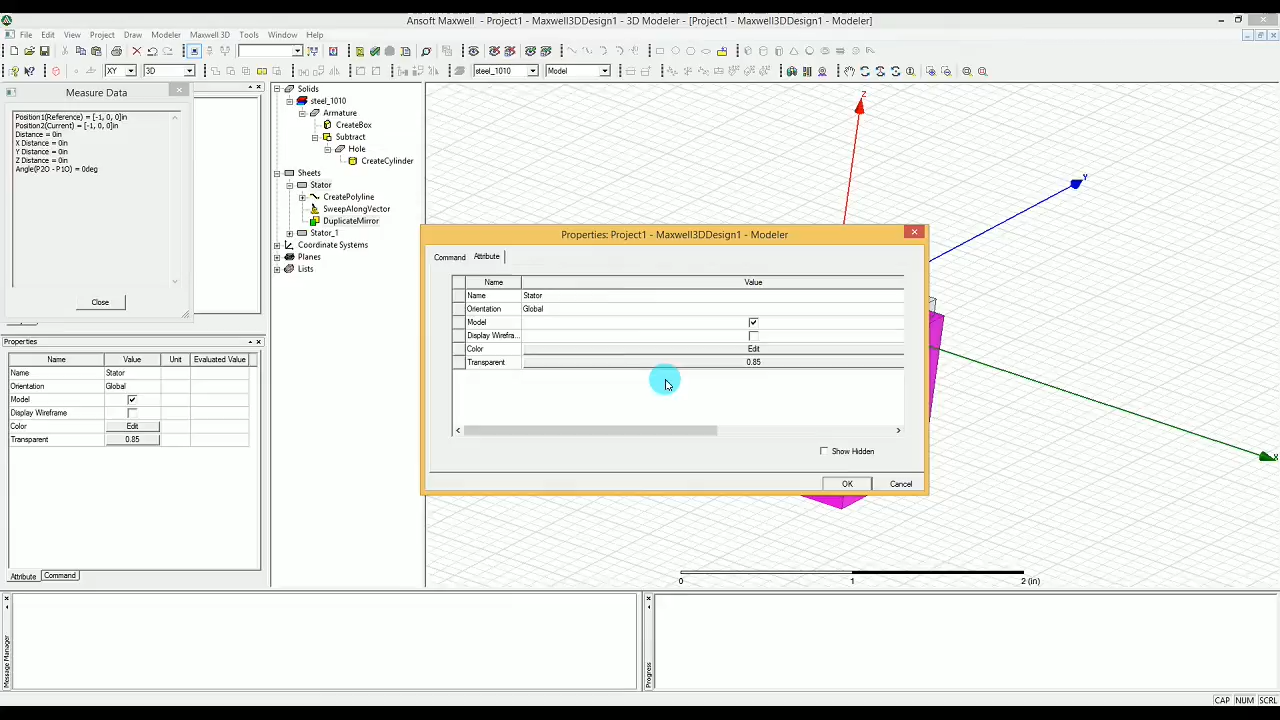 Ansoft Maxwell - Project1 - Maxwell3DDesign1 - 3D Modeler - [Project1 - Maxwell3DDesign1 - Modeler]
File Edit View Project Draw Modeler Maxwell 3D Tools Window Help
XY 3D steel_1010 Model
Measure Data
Position1(Reference) = [-1, 0, 0]in
Position2(Current) = [-1, 0, 0]in
Distance = 0in
X Distance = 0in
Y Distance = 0in
Z Distance = 0in
Angle(P2O - P1O) = 0deg
Close
Properties
Name Value Unit Evaluated Value
Name Stator
Orientation Global
Model
Display Wireframe
Color Edit
Transparent 0.85
Attribute Command
Solids
steel_1010
Armature
CreateBox
Subtract
Hole
CreateCylinder
Sheets
Stator
CreatePolyline
SweepAlongVector
DuplicateMirror
Stator_1
Coordinate Systems
Planes
Lists
Z
Y
X
Properties: Project1 - Maxwell3DDesign1 - Modeler
Command Attribute
Name Value
Name Stator
Orientation Global
Model
Display Wirefra...
Color Edit
Transparent 0.85
Show Hidden
OK Cancel
0 1 2 (in)
Message Manager
Progress
CAP NUM SCRL